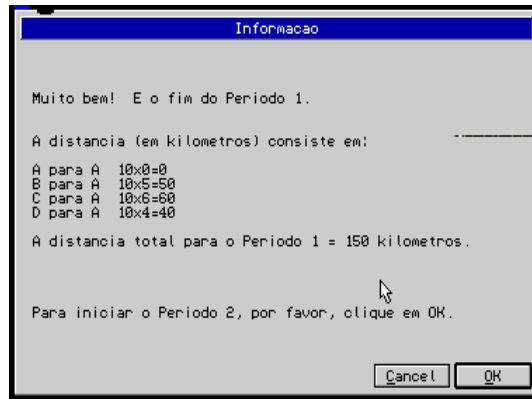 Informacao
Muito bem! E o fim do Periodo 1.
A distancia (em kilometros) consiste em:
A para A 10x0=0
B para A 10x5=50
C para A 10x6=60
D para A 10x4=40
A distancia total para o Periodo 1 = 150 kilometros.
Para iniciar o Periodo 2, por favor, clique em OK.
Cancel OK